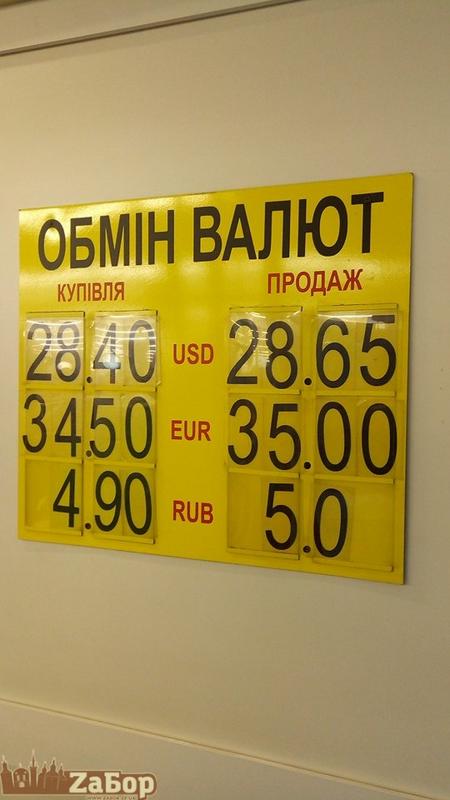 ОБМІН ВАЛЮТ
КУПІВЛЯ ПРОДАЖ
28.40 USD 28.65
34.50 EUR 35.00
4.90 RUB 5.0
ZaБор